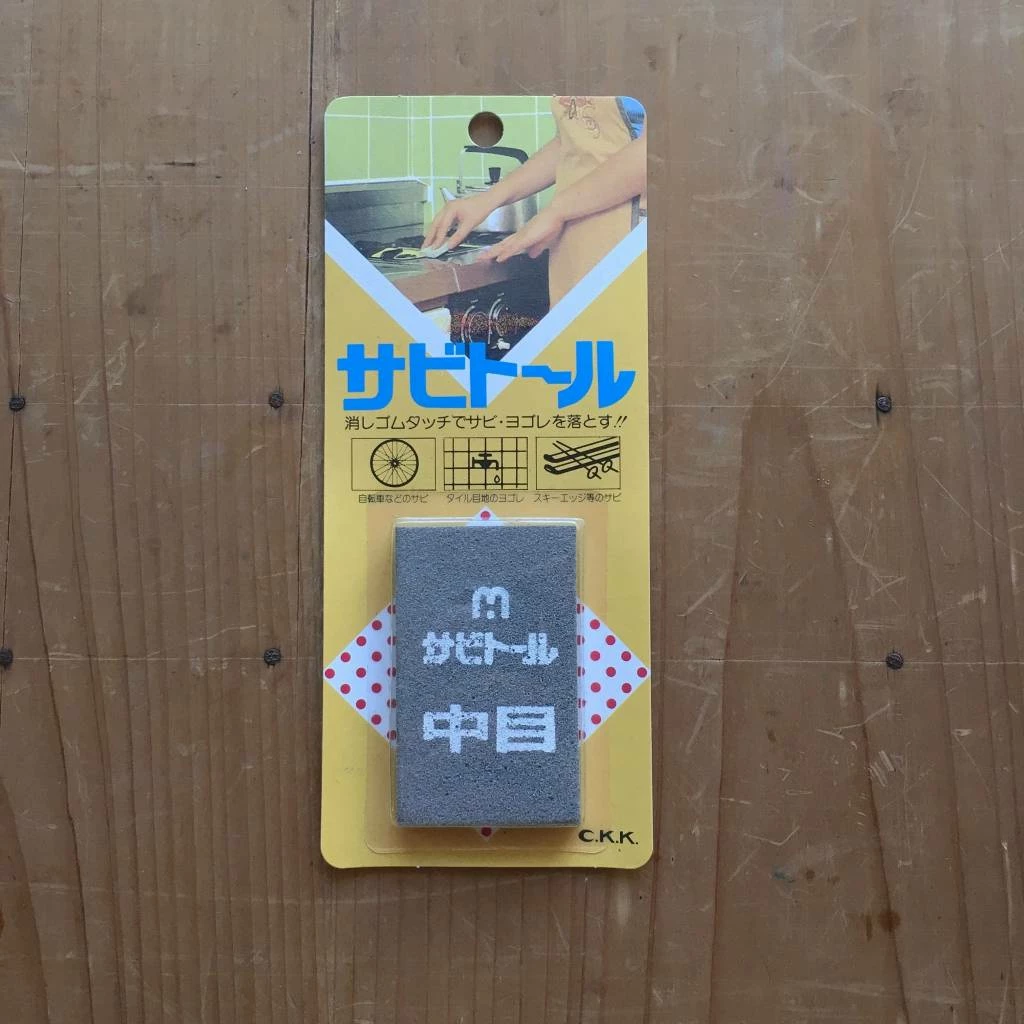 サビトール
消しゴムタッチでサビ・ヨゴレを落とす!!
自転車などのサビ
タイル目地のヨゴレ
スキーエッジ等のサビ
サビトール
中目
C.K.K.